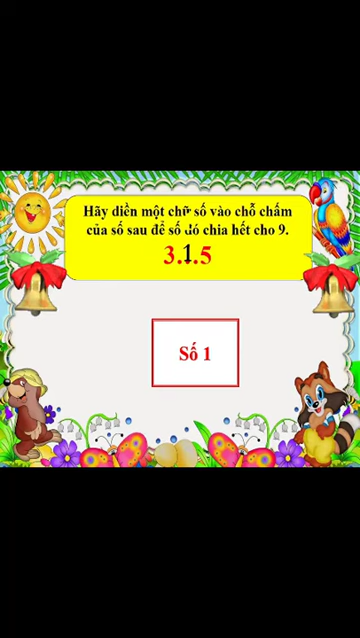 Hãy điền một chữ số vào chỗ chấm
của số sau để số đó chia hết cho 9.
3.1.5
Số 1